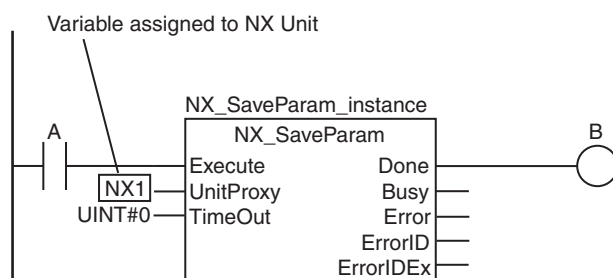 Variable assigned to NX Unit
NX_SaveParam_instance
A
NX_SaveParam
B
Execute
Done
NX1
UnitProxy
Busy
UINT#0
TimeOut
Error
ErrorID
ErrorIDEx